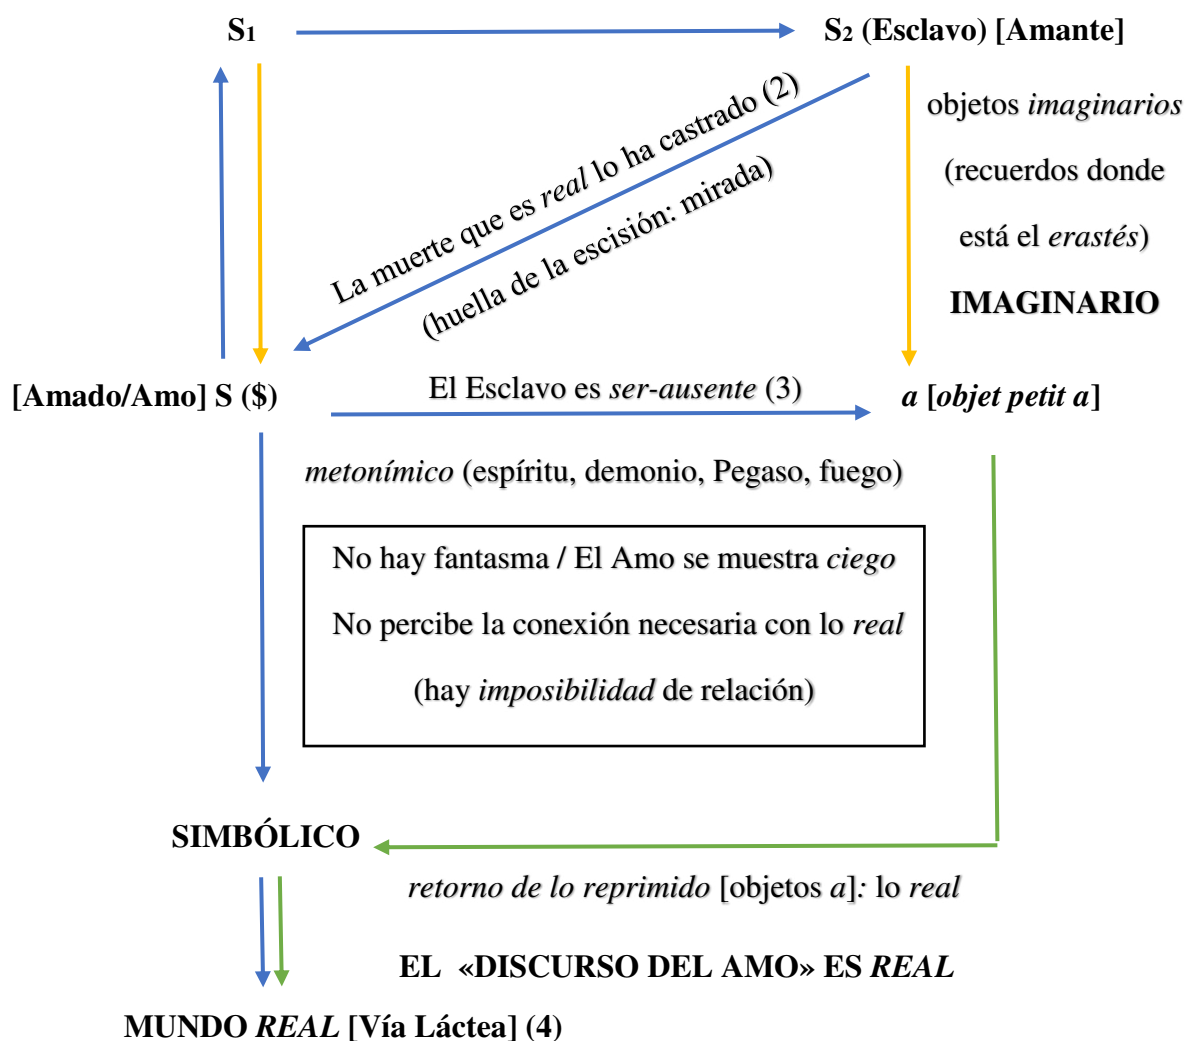 S1
S2 (Esclavo) [Amante]
La muerte que es real lo ha castrado (2)
(huella de la escisión: mirada)
objetos imaginarios
(recuerdos donde
está el erastés)
IMAGINARIO
[Amado/Amo] S ($)
El Esclavo es ser-ausente (3)
a [objet petit a]
metonímico (espíritu, demonio, Pegaso, fuego)
No hay fantasma / El Amo se muestra ciego
No percibe la conexión necesaria con lo real
(hay imposibilidad de relación)
SIMBÓLICO
retorno de lo reprimido [objetos a]: lo real
EL «DISCURSO DEL AMO» ES REAL
MUNDO REAL [Vía Láctea] (4)